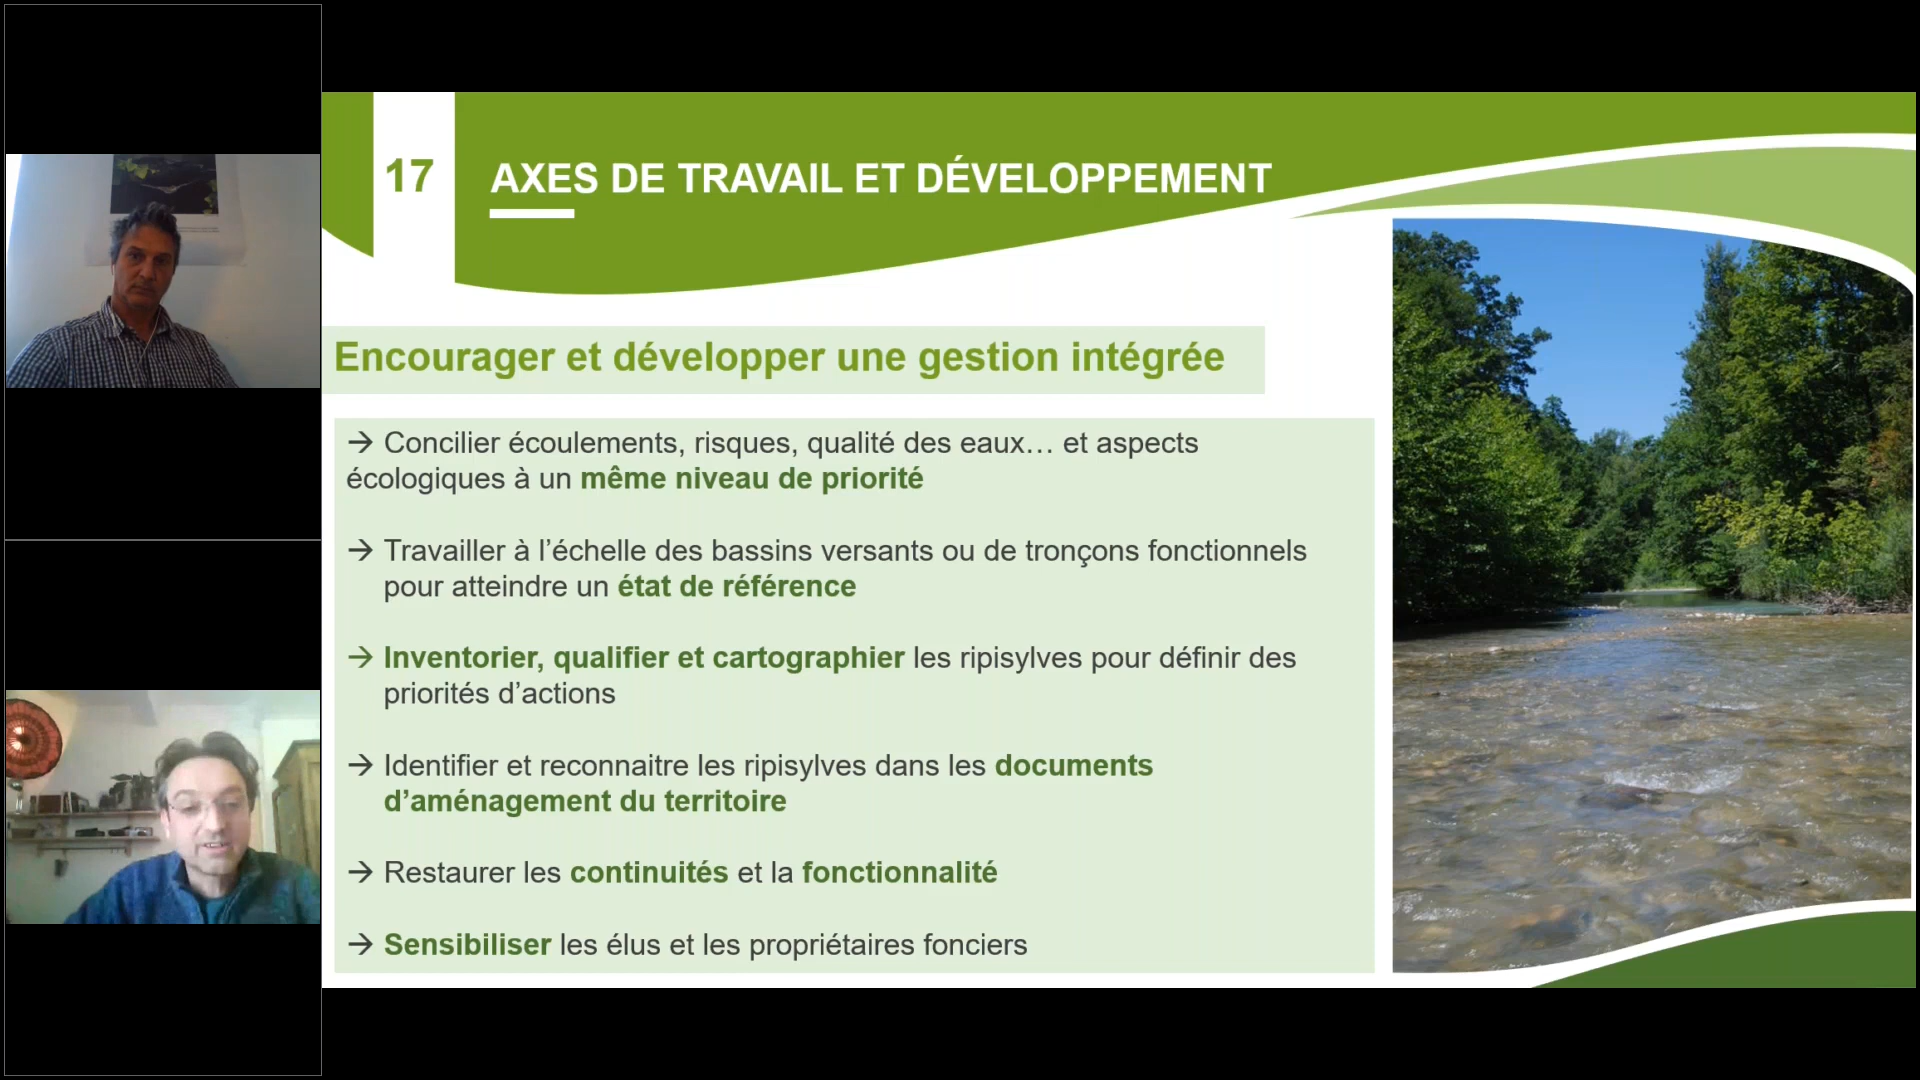 17
AXES DE TRAVAIL ET DÉVELOPPEMENT
Encourager et développer une gestion intégrée
→ Concilier écoulements, risques, qualité des eaux… et aspects
écologiques à un même niveau de priorité
→ Travailler à l’échelle des bassins versants ou de tronçons fonctionnels
pour atteindre un état de référence
→ Inventorier, qualifier et cartographier les ripisylves pour définir des
priorités d’actions
→ Identifier et reconnaitre les ripisylves dans les documents
d’aménagement du territoire
→ Restaurer les continuités et la fonctionnalité
→ Sensibiliser les élus et les propriétaires fonciers